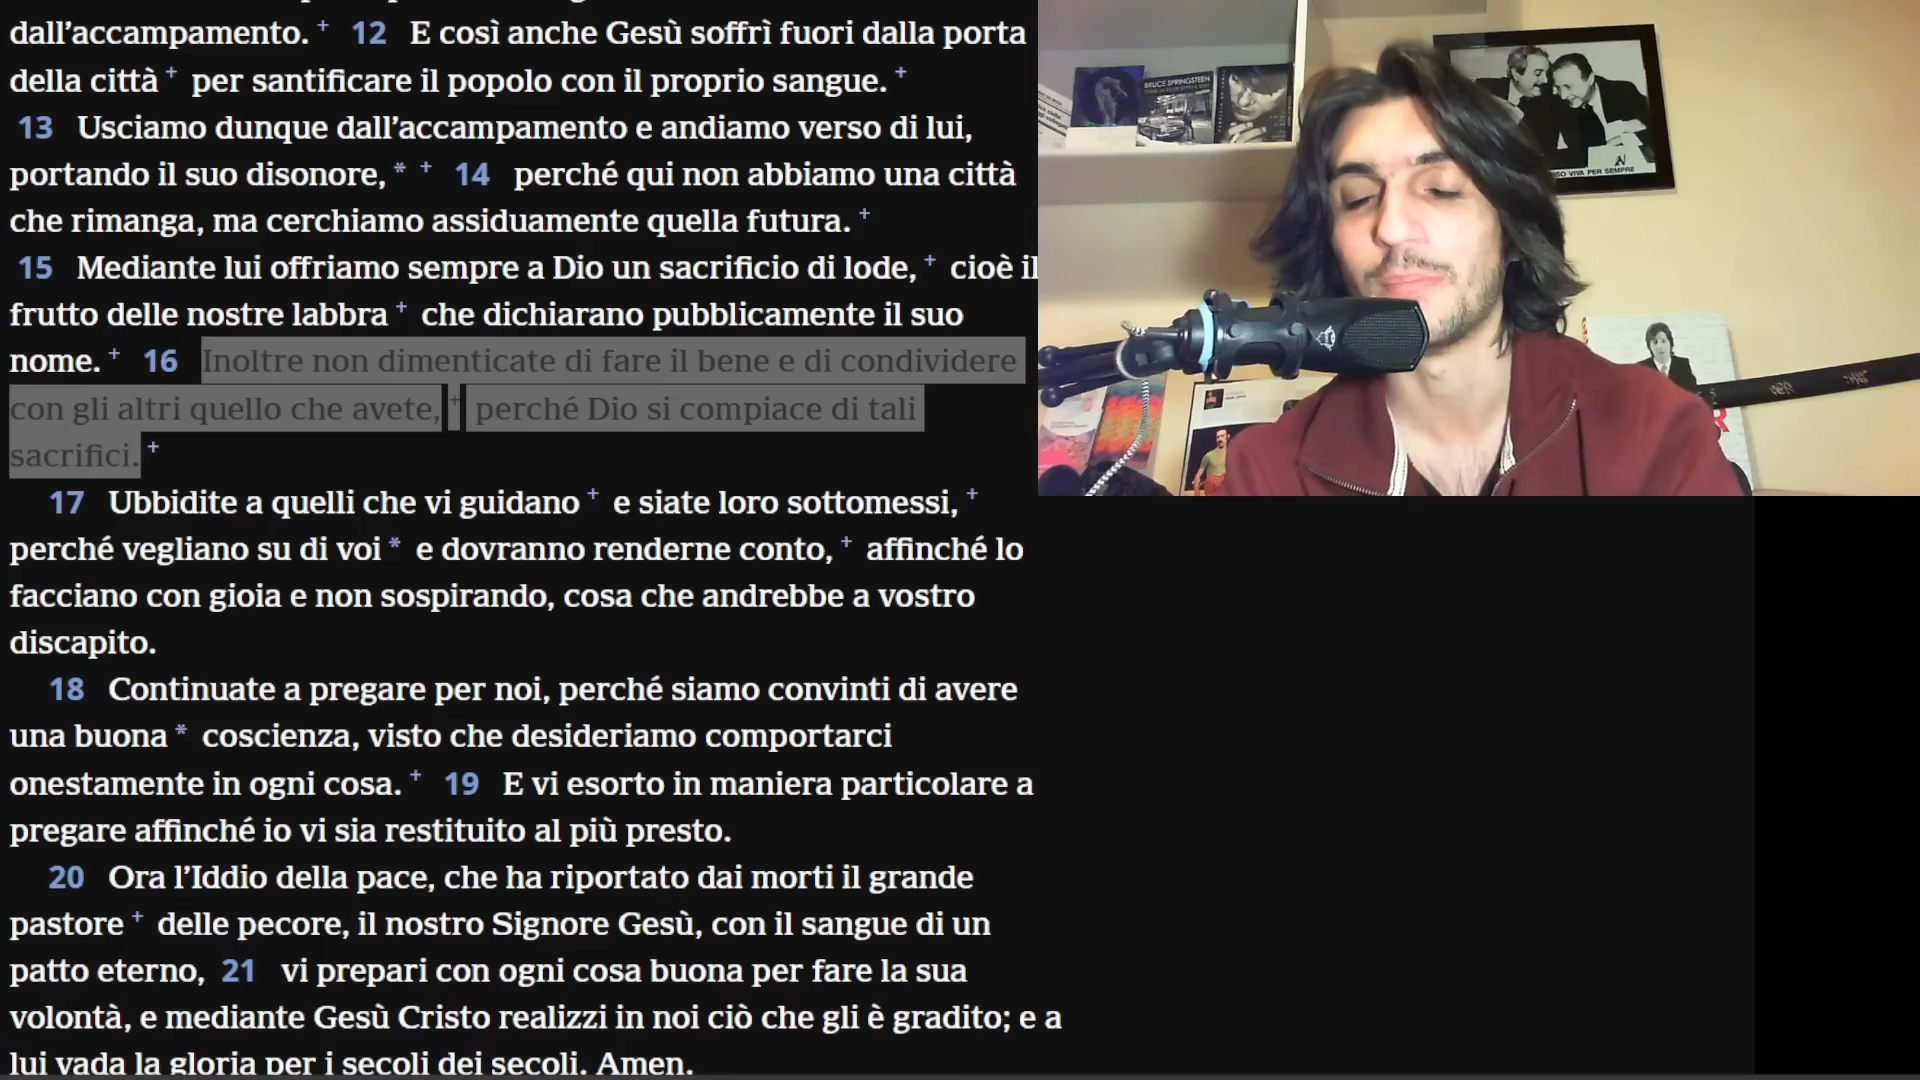 dall’accampamento. + 12 E così anche Gesù soffrì fuori dalla porta
della città + per santificare il popolo con il proprio sangue. +
13 Usciamo dunque dall’accampamento e andiamo verso di lui,
portando il suo disonore, * + 14 perché qui non abbiamo una città
che rimanga, ma cerchiamo assiduamente quella futura. +
15 Mediante lui offriamo sempre a Dio un sacrificio di lode, + cioè il
frutto delle nostre labbra + che dichiarano pubblicamente il suo
nome. + 16 Inoltre non dimenticate di fare il bene e di condividere
con gli altri quello che avete, + perché Dio si compiace di tali
sacrifici. +
17 Ubbidite a quelli che vi guidano + e siate loro sottomessi, +
perché vegliano su di voi * e dovranno renderne conto, + affinché lo
facciano con gioia e non sospirando, cosa che andrebbe a vostro
discapito.
18 Continuate a pregare per noi, perché siamo convinti di avere
una buona * coscienza, visto che desideriamo comportarci
onestamente in ogni cosa. + 19 E vi esorto in maniera particolare a
pregare affinché io vi sia restituito al più presto.
20 Ora l’Iddio della pace, che ha riportato dai morti il grande
pastore + delle pecore, il nostro Signore Gesù, con il sangue di un
patto eterno, 21 vi prepari con ogni cosa buona per fare la sua
volontà, e mediante Gesù Cristo realizzi in noi ciò che gli è gradito; e a
lui vada la gloria per i secoli dei secoli. Amen.
BRUCE SPRINGSTEEN
VIVA PER SEMPRE